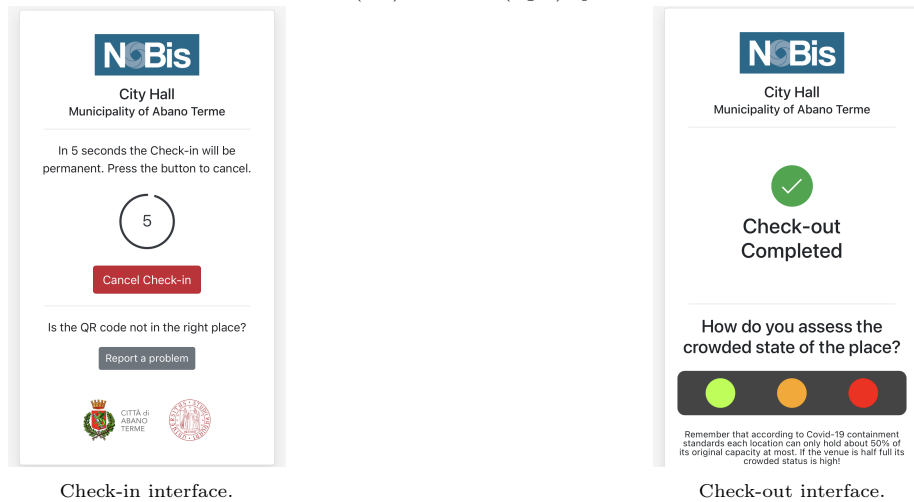 NOBis
City Hall
Municipality of Abano Terme
In 5 seconds the Check-in will be
permanent. Press the button to cancel.
5
Cancel Check-in
Is the QR code not in the right place?
Report a problem
CITTÀ di
ABANO
TERME
Check-in interface.
NOBis
City Hall
Municipality of Abano Terme
Check-out
Completed
How do you assess the
crowded state of the place?
Remember that according to Covid-19 containment
standards each location can only hold about 50% of
its original capacity at most. If the venue is half full its
crowded status is high!
Check-out interface.